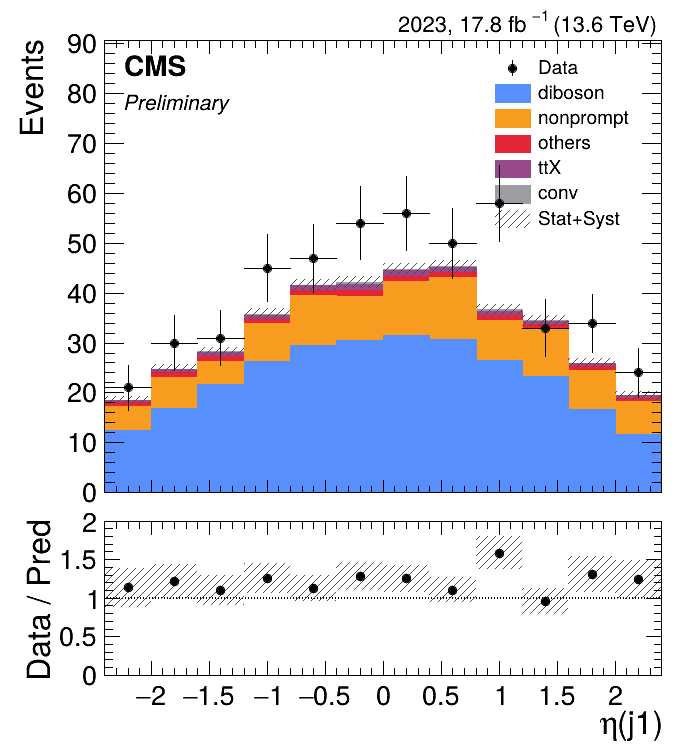 2023, 17.8 fb⁻¹ (13.6 TeV)
CMS
Preliminary
Events
90
80
70
60
50
40
30
20
10
0
Data
diboson
nonprompt
others
ttX
conv
Stat+Syst
Data / Pred
2
1.5
1
0.5
0
−2 −1.5 −1 −0.5 0 0.5 1 1.5 2
η(j1)